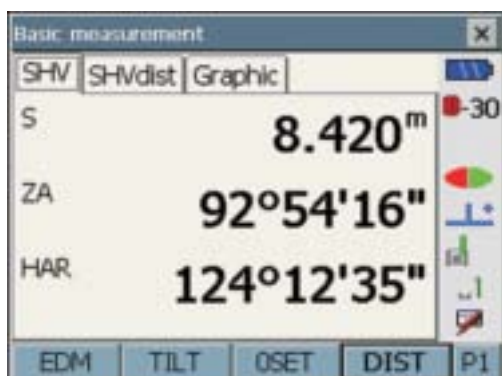 Basic measurement
SHV SHVdist Graphic
-30
S 8.420m
ZA 92°54'16"
HAR 124°12'35"
1
EDM TILT 0SET DIST P1